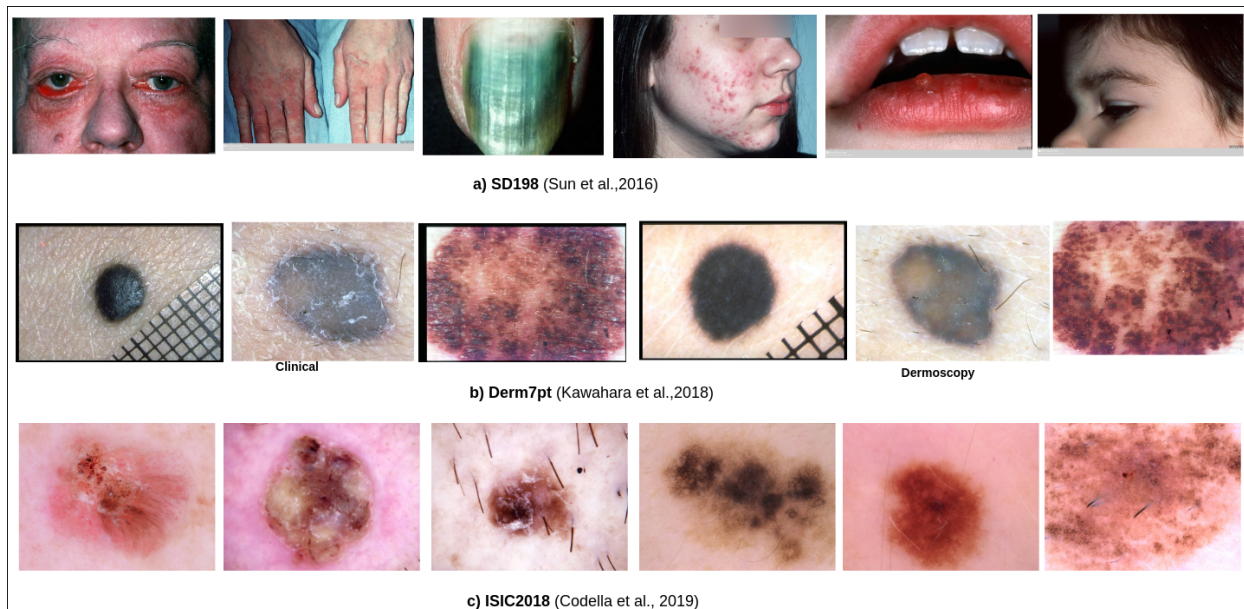 a) SD198 (Sun et al.,2016)
Clinical
Dermoscopy
b) Derm7pt (Kawahara et al.,2018)
c) ISIC2018 (Codella et al., 2019)